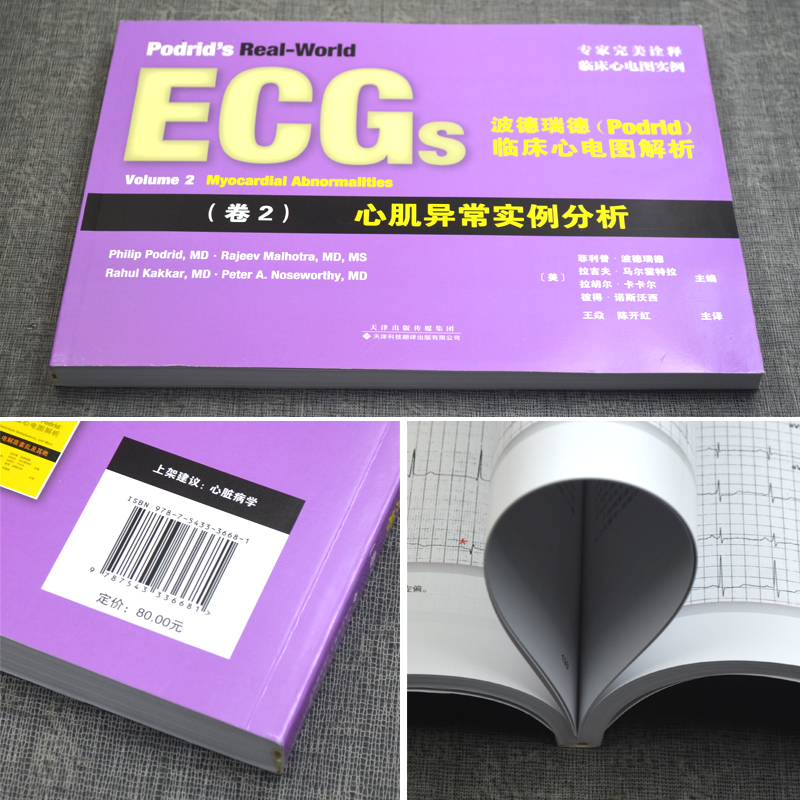 Podrid's Real-World
专家完美诠释
临床心电图实例
ECGs
波德瑞德（Podrid）
临床心电图解析
Volume 2 Myocardial Abnormalities
（卷2） 心肌异常实例分析
Philip Podrid, MD · Rajeev Malhotra, MD, MS
Rahul Kakkar, MD · Peter A. Noseworthy, MD
〔美〕
菲利普·波德瑞德
拉吉夫·马尔霍特拉
拉胡尔·卡卡尔
彼得·诺斯沃西
主编
王焱 陈开红 主译
天津出版传媒集团
天津科技翻译出版有限公司
心电图解析
上架建议：心脏病学
ISBN 978-7-5433-3668-1
9 787543 336681 >
定价：80.00元
左偏。